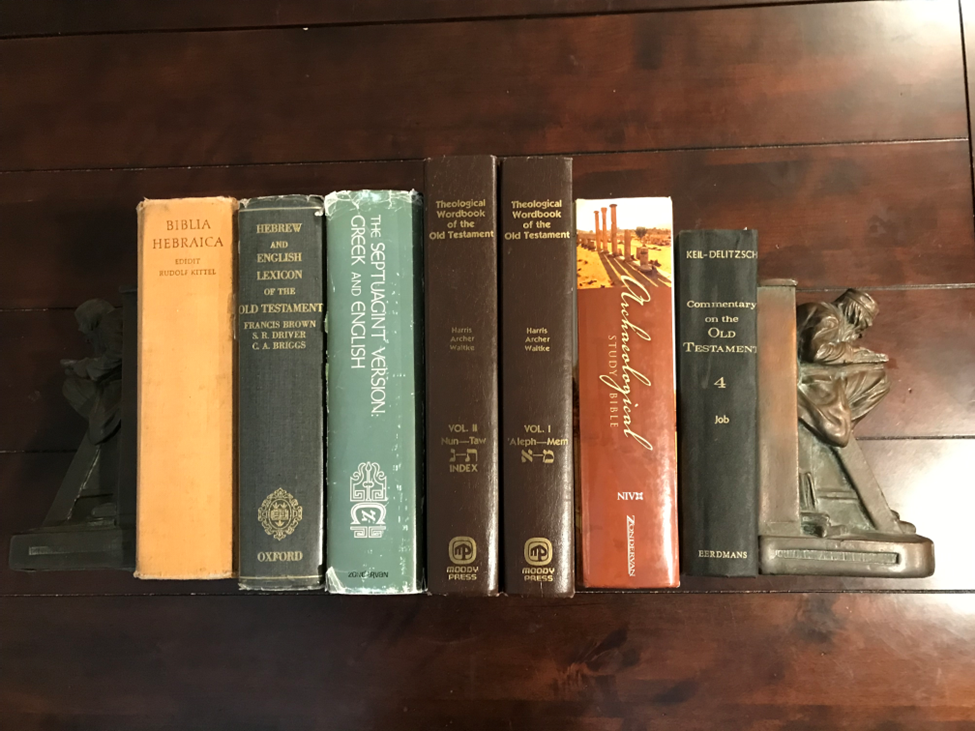 BIBLIA
HEBRAICA
EDIDIT
RUDOLF KITTEL
HEBREW
AND
ENGLISH
LEXICON
OF THE
OLD TESTAMENT
FRANCIS BROWN
S. R. DRIVER
C. A. BRIGGS
OXFORD
THE SEPTUAGINT VERSION:
GREEK AND ENGLISH
ZONDERVAN
Theological
Wordbook
of the
Old Testament
Harris
Archer
Waltke
VOL. II
Nun—Taw
נ–ת
INDEX
MOODY
PRESS
Theological
Wordbook
of the
Old Testament
Harris
Archer
Waltke
VOL. I
'Aleph—Mem
א–מ
MOODY
PRESS
Archaeological
STUDY BIBLE
NIV
ZONDERVAN
KEIL-DELITZSCH
Commentary
on the
OLD
TESTAMENT
4
Job
EERDMANS